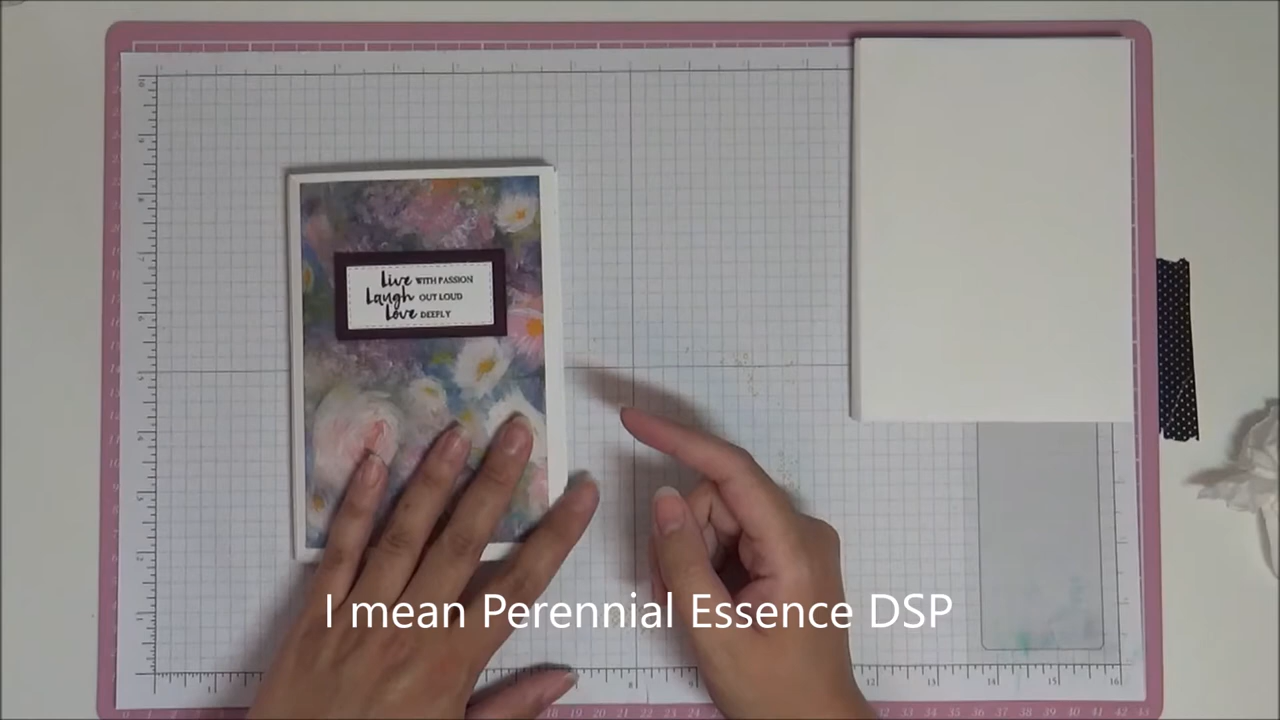 Live WITH PASSION
Laugh OUT LOUD
Love DEEPLY
I mean Perennial Essence DSP